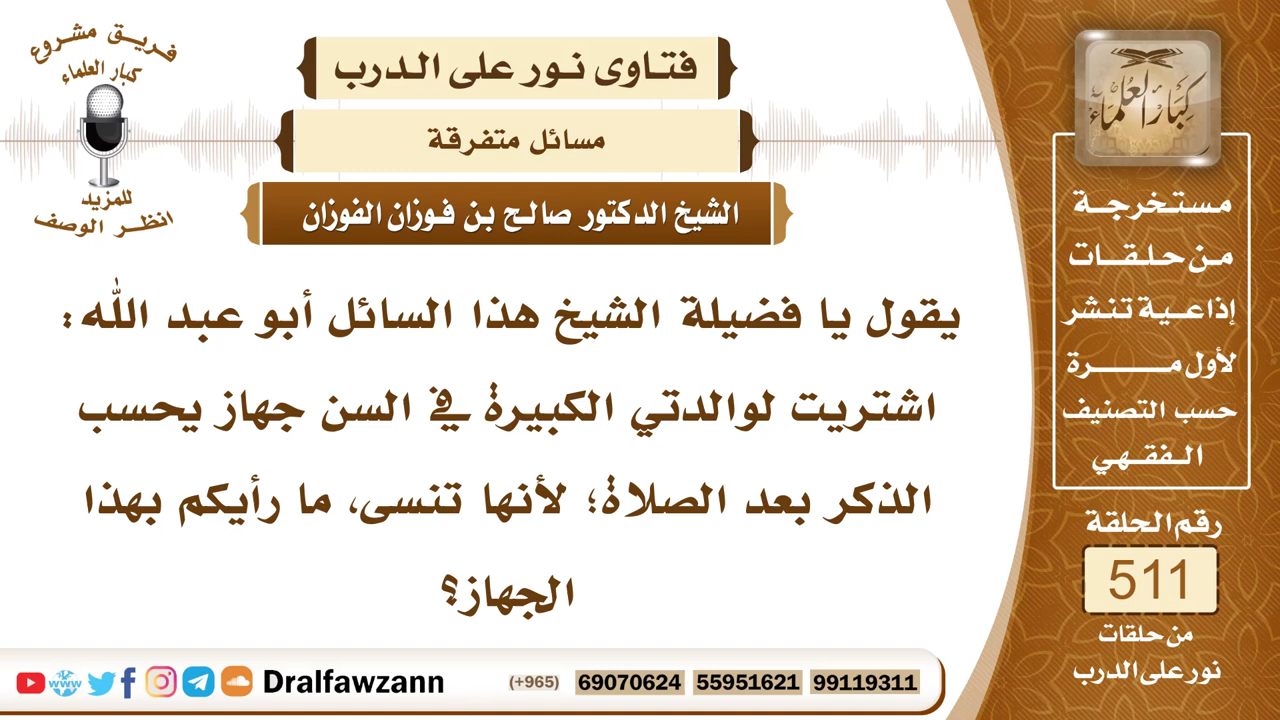 فريق مشروع
كبار العلماء
للمزيد
انظر الوصف
فتاوى نور على الدرب
مسائل متفرقة
الشيخ الدكتور صالح بن فوزان الفوزان
يقول يا فضيلة الشيخ هذا السائل أبو عبد الله :
اشتريت لوالدتي الكبيرة في السن جهاز يحسب
الذكر بعد الصلاة؛ لأنها تنسى، ما رأيكم بهذا
الجهاز؟
كبار العلماء
مستخرجة
من حلقات
إذاعية تنشر
لأول مرة
حسب التصنيف
الفقهي
رقم الحلقة
511
من حلقات
نور على الدرب
www Dralfawzann (+965) 69070624 55951621 99119311